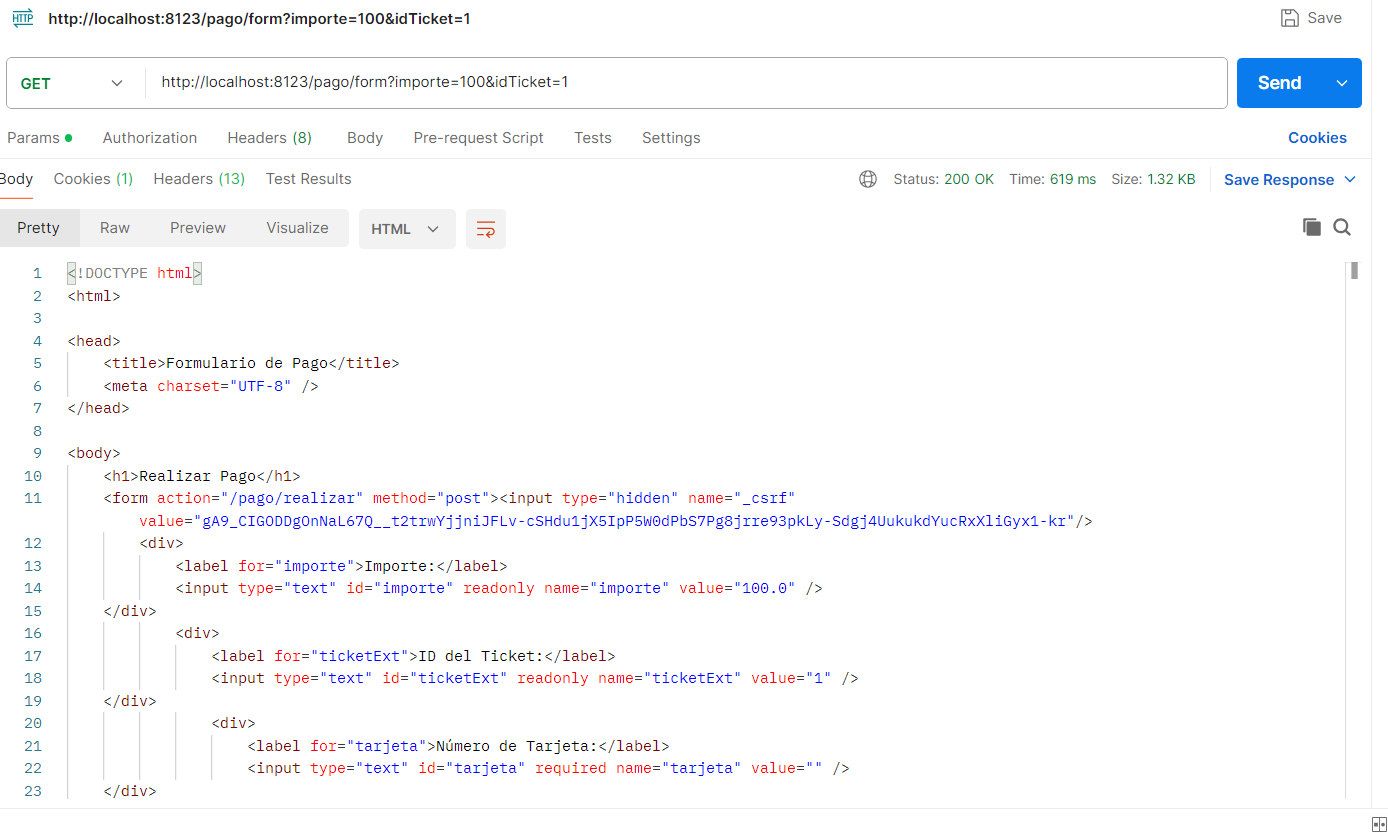 HTTP http://localhost:8123/pago/form?importe=100&idTicket=1 Save
GET http://localhost:8123/pago/form?importe=100&idTicket=1 Send
Params Authorization Headers (8) Body Pre-request Script Tests Settings Cookies
Body Cookies (1) Headers (13) Test Results Status: 200 OK Time: 619 ms Size: 1.32 KB Save Response
Pretty Raw Preview Visualize HTML
1 <!DOCTYPE html>
2 <html>
3
4 <head>
5 <title>Formulario de Pago</title>
6 <meta charset="UTF-8" />
7 </head>
8
9 <body>
10 <h1>Realizar Pago</h1>
11 <form action="/pago/realizar" method="post"><input type="hidden" name="_csrf"
value="gA9_CIGODDgOnNaL67Q__t2trwYjjniJFLv-cSHdu1jX5IpP5W0dPbS7Pg8jrre93pkLy-Sdgj4UukukdYucRxXliGyx1-kr"/>
12 <div>
13 <label for="importe">Importe:</label>
14 <input type="text" id="importe" readonly name="importe" value="100.0" />
15 </div>
16 <div>
17 <label for="ticketExt">ID del Ticket:</label>
18 <input type="text" id="ticketExt" readonly name="ticketExt" value="1" />
19 </div>
20 <div>
21 <label for="tarjeta">Número de Tarjeta:</label>
22 <input type="text" id="tarjeta" required name="tarjeta" value="" />
23 </div>